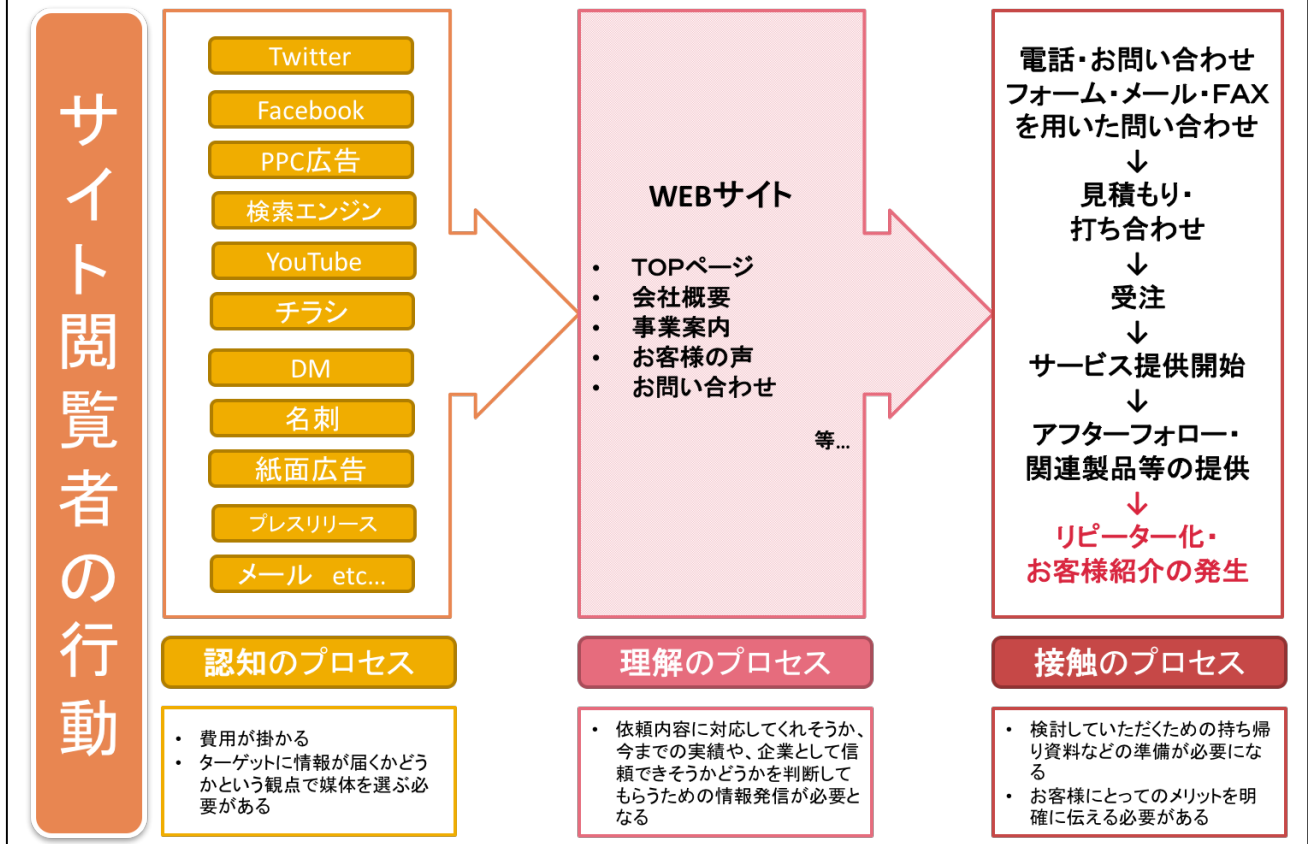 サイト閲覧者の行動
Twitter
Facebook
PPC広告
検索エンジン
YouTube
チラシ
DM
名刺
紙面広告
プレスリリース
メール etc…
認知のプロセス
• 費用が掛かる
• ターゲットに情報が届くかどう
かという観点で媒体を選ぶ必
要がある
WEBサイト
• TOPページ
• 会社概要
• 事業案内
• お客様の声
• お問い合わせ
等…
理解のプロセス
• 依頼内容に対応してくれそうか、
今までの実績や、企業として信
頼できそうかどうかを判断して
もらうための情報発信が必要と
なる
電話・お問い合わせ
フォーム・メール・FAX
を用いた問い合わせ
↓
見積もり・
打ち合わせ
↓
受注
↓
サービス提供開始
↓
アフターフォロー・
関連製品等の提供
↓
リピーター化・
お客様紹介の発生
接触のプロセス
• 検討していただくための持ち帰
り資料などの準備が必要にな
る
• お客様にとってのメリットを明
確に伝える必要がある